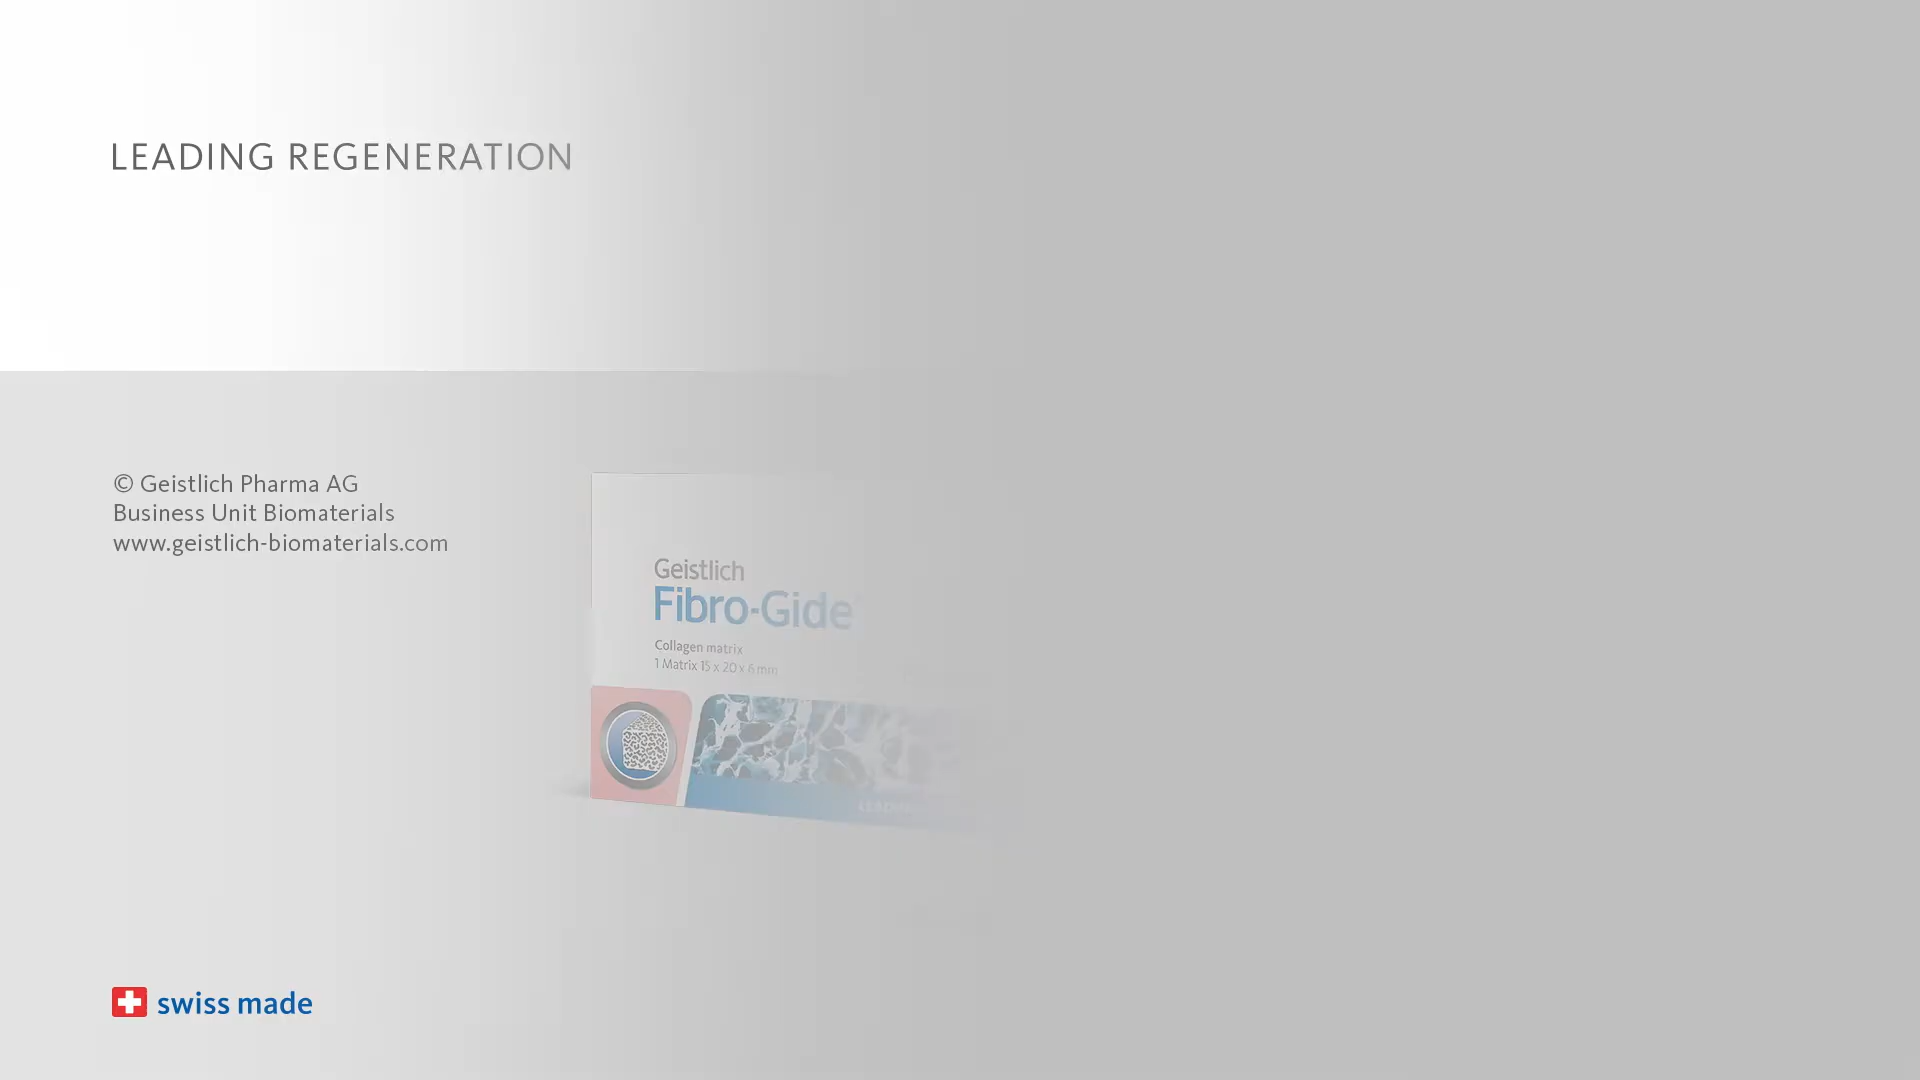 LEADING REGENERATION
© Geistlich Pharma AG
Business Unit Biomaterials
www.geistlich-biomaterials.com
Geistlich
Fibro-Gide
Collagen matrix
1 Matrix 15 x 20 x 6 mm
swiss made